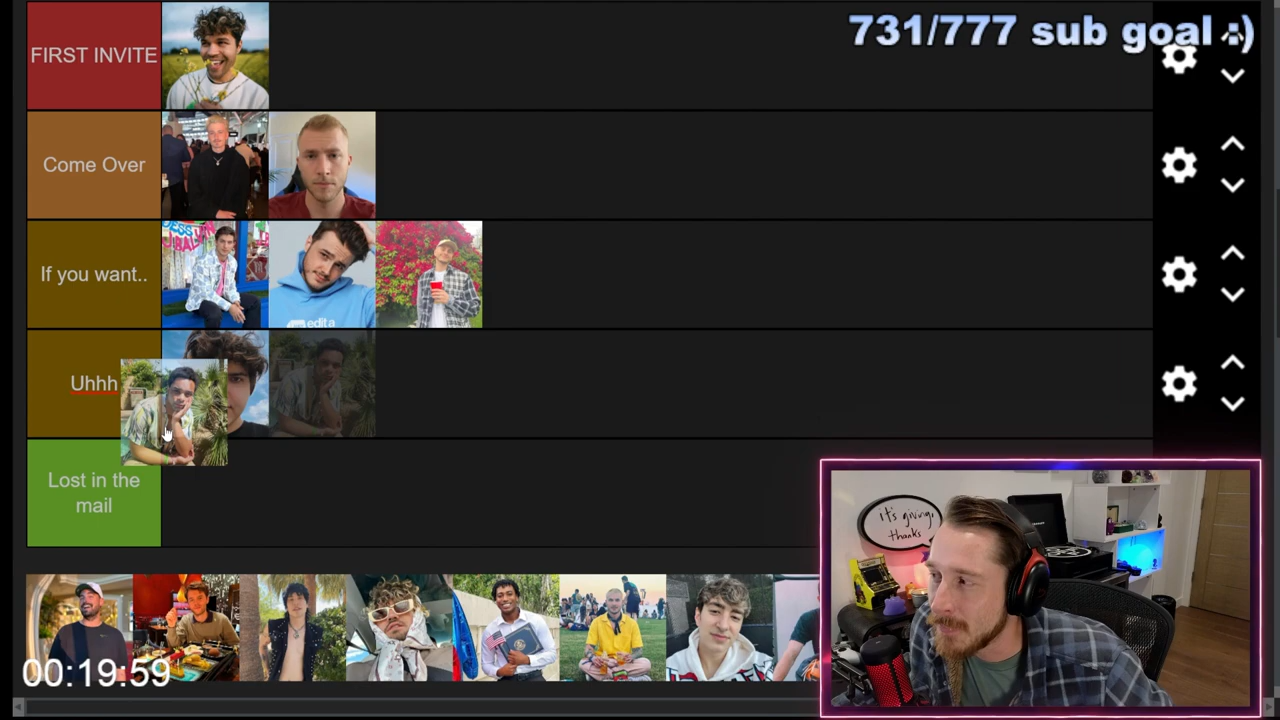 731/777 sub goal :)
FIRST INVITE
Come Over
If you want..
edit a
Uhhh
Lost in the
mail
It's giving,
thanks
00:19:59